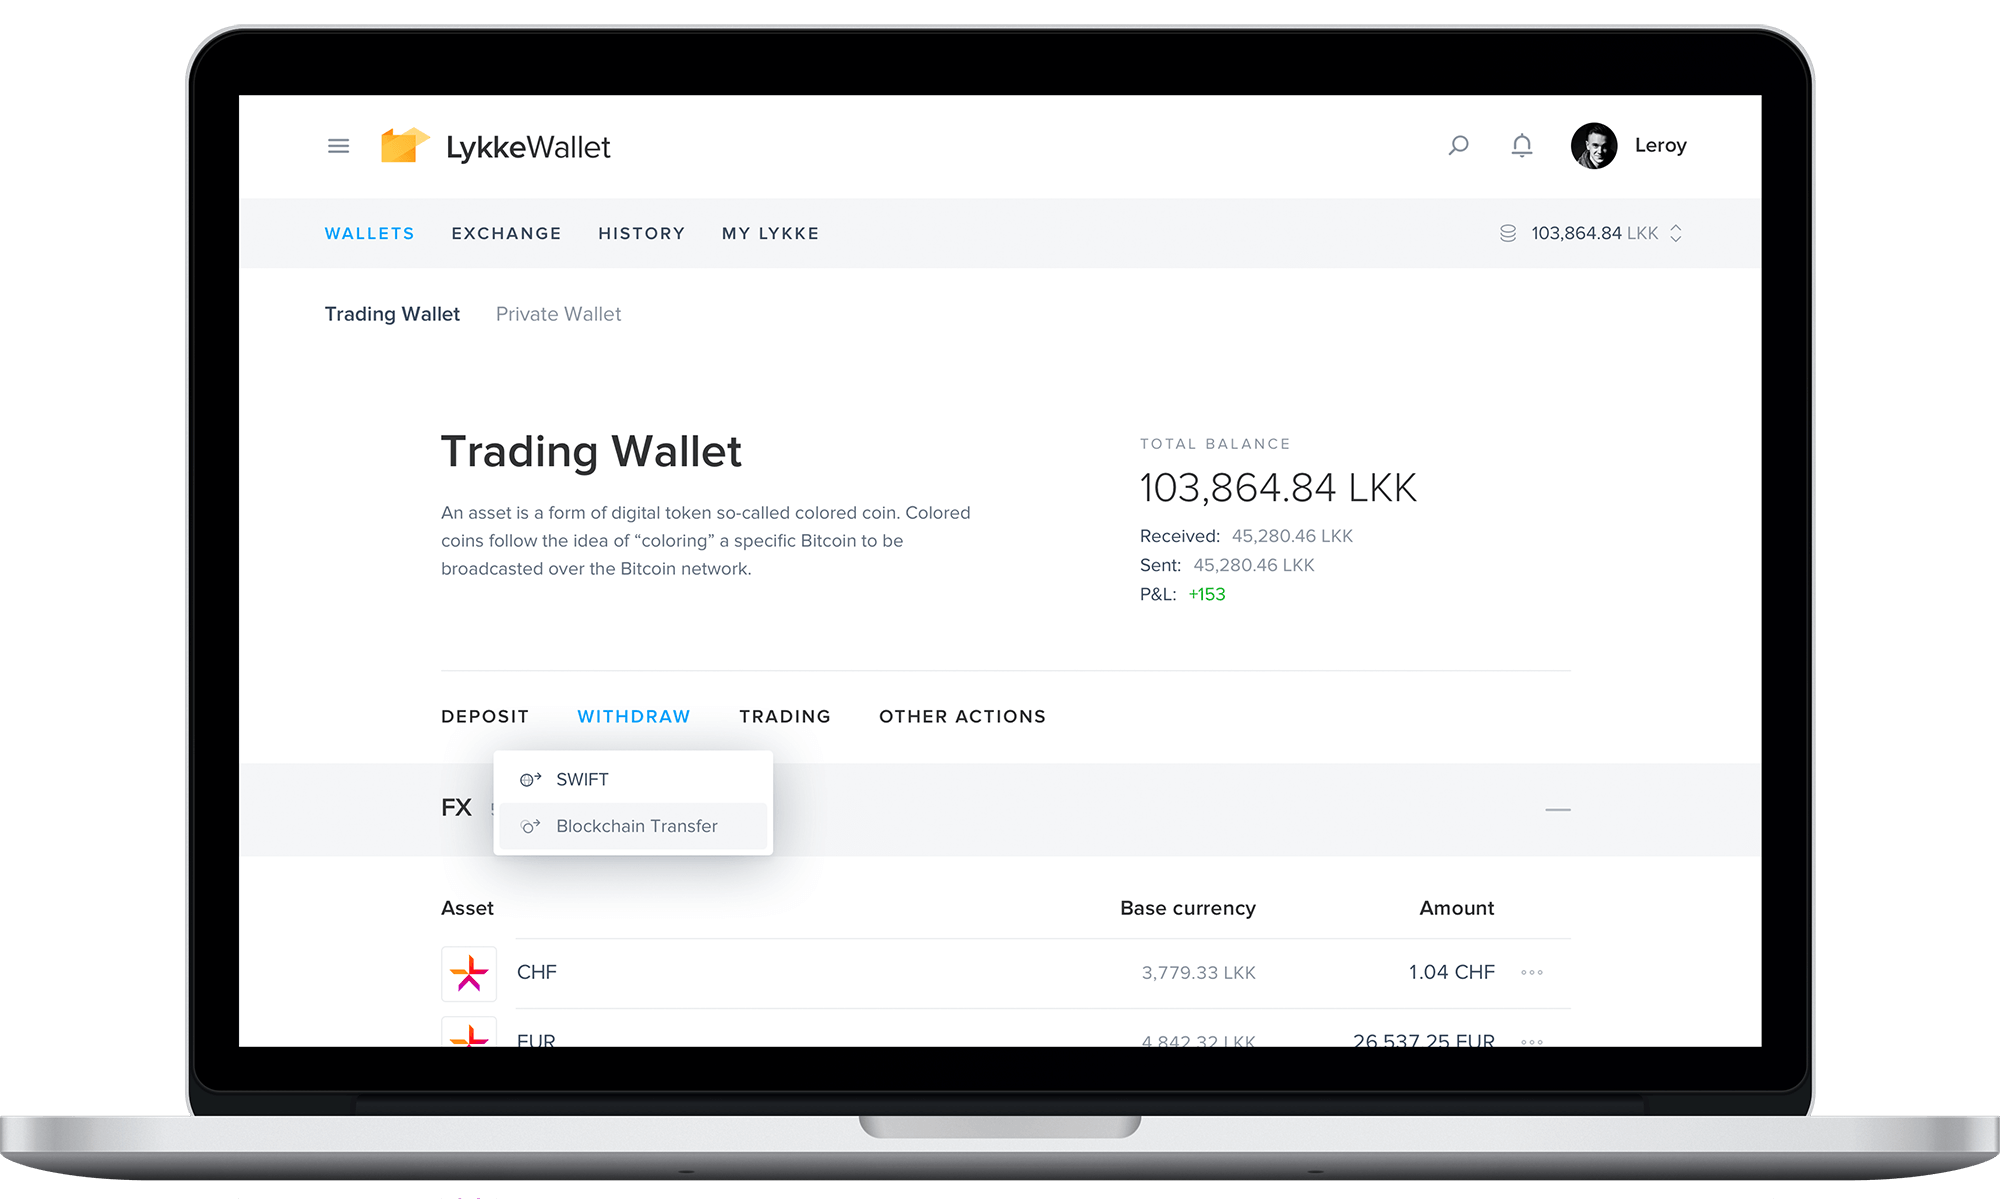 LykkeWallet
Leroy
WALLETS EXCHANGE HISTORY MY LYKKE 103,864.84 LKK
Trading Wallet Private Wallet
Trading Wallet
An asset is a form of digital token so-called colored coin. Colored
coins follow the idea of “coloring” a specific Bitcoin to be
broadcasted over the Bitcoin network.
TOTAL BALANCE
103,864.84 LKK
Received: 45,280.46 LKK
Sent: 45,280.46 LKK
P&L: +153
DEPOSIT WITHDRAW TRADING OTHER ACTIONS
SWIFT
Blockchain Transfer
FX
Asset Base currency Amount
CHF 3,779.33 LKK 1.04 CHF
EUR 4,842.32 LKK 26,537.25 EUR